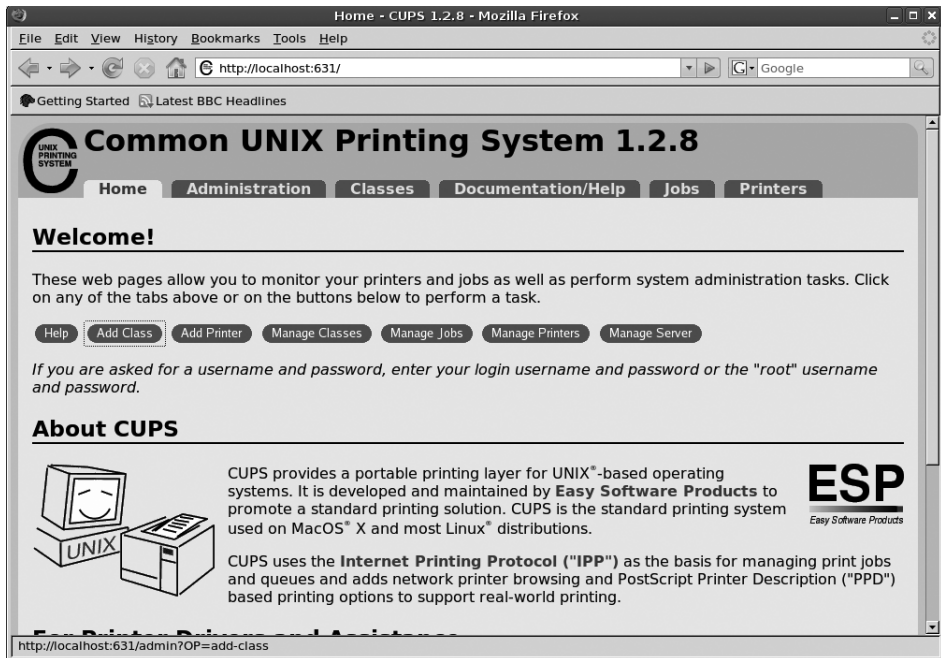 Home - CUPS 1.2.8 - Mozilla Firefox
File Edit View History Bookmarks Tools Help
http://localhost:631/
G Google
Getting Started Latest BBC Headlines
UNIX
PRINTING
SYSTEM
Common UNIX Printing System 1.2.8
Home Administration Classes Documentation/Help Jobs Printers
Welcome!
These web pages allow you to monitor your printers and jobs as well as perform system administration tasks. Click
on any of the tabs above or on the buttons below to perform a task.
Help Add Class Add Printer Manage Classes Manage Jobs Manage Printers Manage Server
If you are asked for a username and password, enter your login username and password or the "root" username
and password.
About CUPS
UNIX
CUPS provides a portable printing layer for UNIX®-based operating
systems. It is developed and maintained by Easy Software Products to
promote a standard printing solution. CUPS is the standard printing system
used on MacOS® X and most Linux® distributions.
ESP
Easy Software Products
CUPS uses the Internet Printing Protocol ("IPP") as the basis for managing print jobs
and queues and adds network printer browsing and PostScript Printer Description ("PPD")
based printing options to support real-world printing.
For Printer Drivers and Assistance
http://localhost:631/admin?OP=add-class